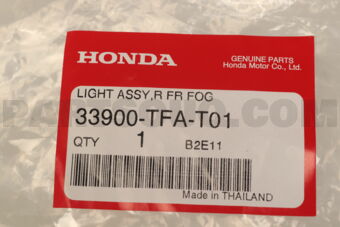 HONDA
GENUINE PARTS
Honda Motor Co., Ltd.
LIGHT ASSY,R FR FOG
33900-TFA-T01
QTY 1 B2E11
Made in THAILAND